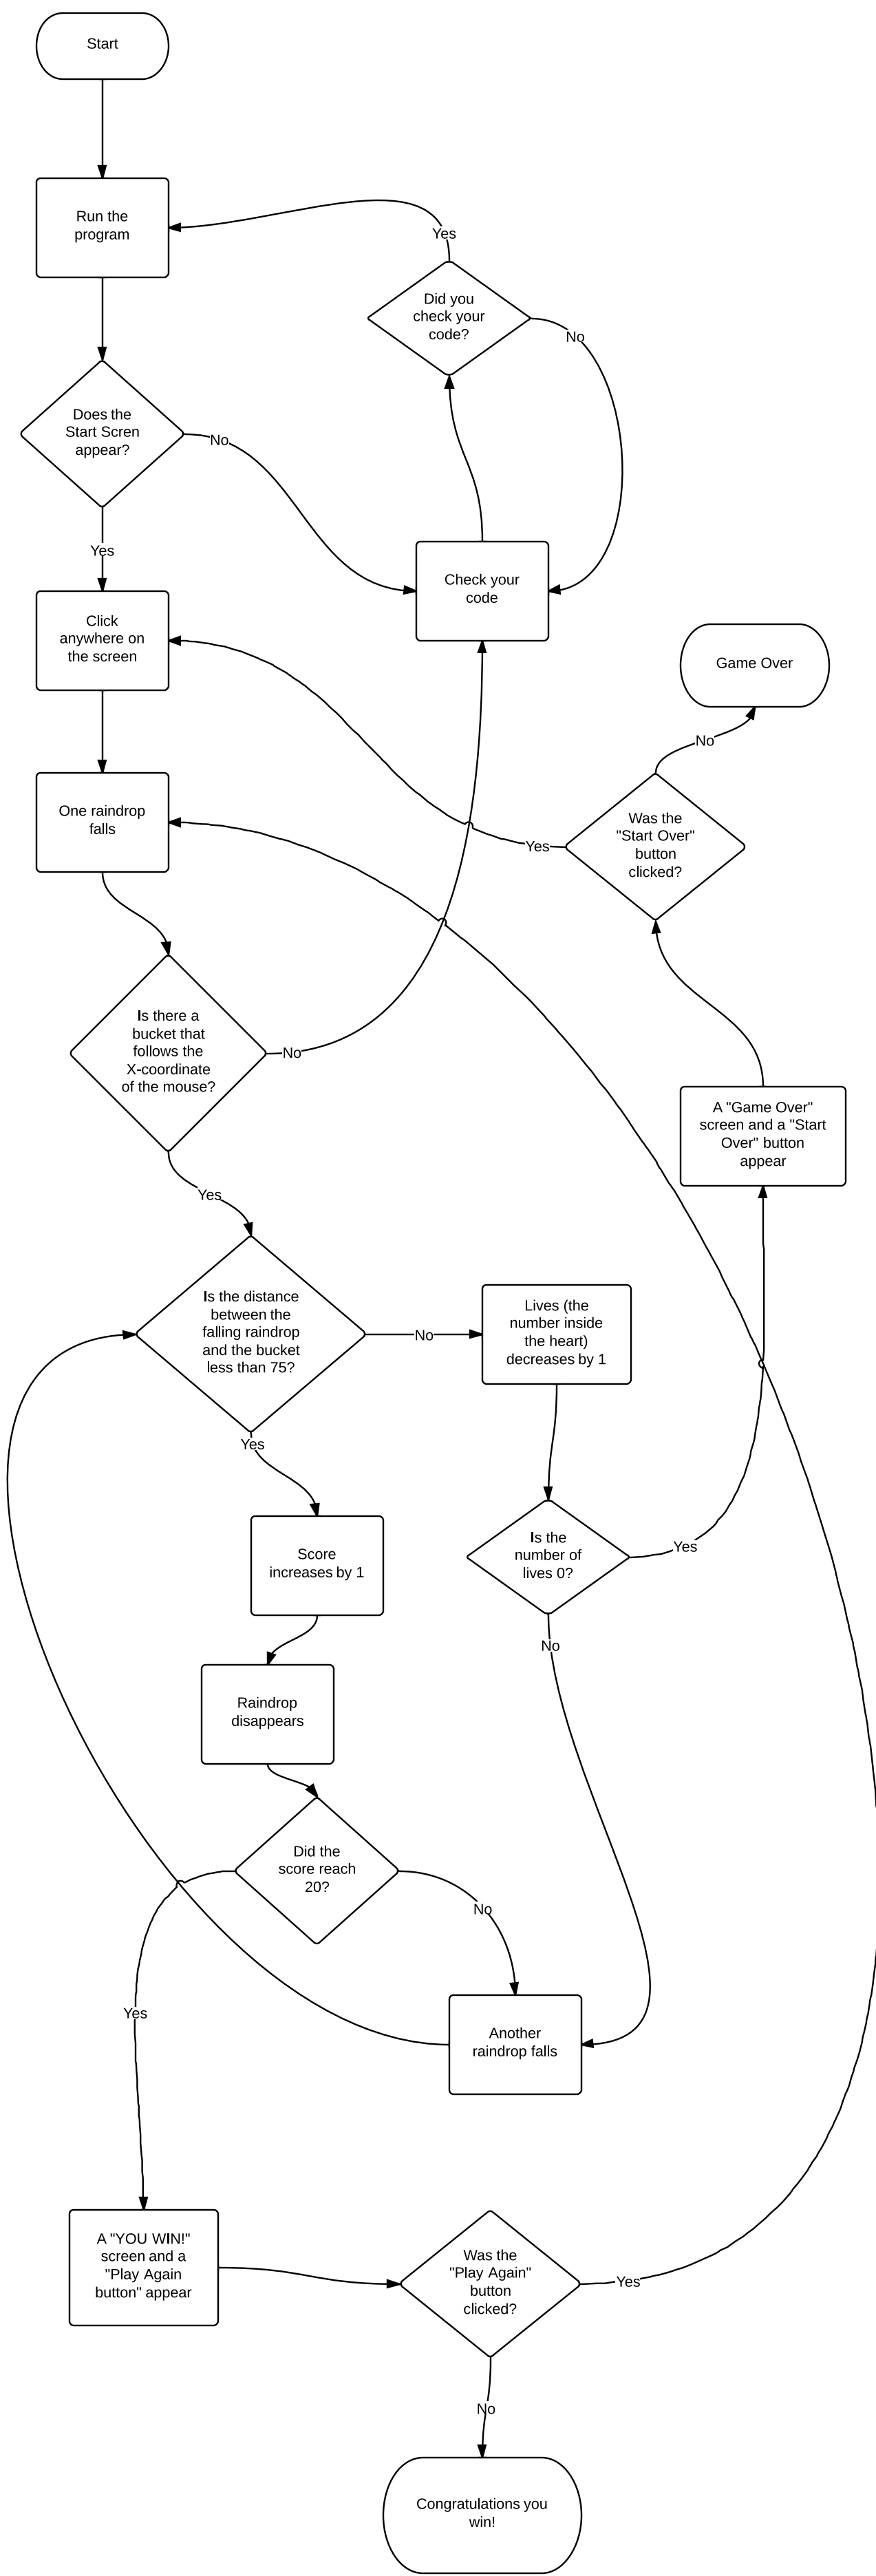 Start
Run the
program
Yes
Did you
check your
code?
No
Does the
Start Scren
appear?
No
Yes
Check your
code
Click
anywhere on
the screen
Game Over
No
One raindrop
falls
Was the
"Start Over"
button
clicked?
Yes
Is there a
bucket that
follows the
X-coordinate
of the mouse?
No
A "Game Over"
screen and a "Start
Over" button
appear
Yes
Is the distance
between the
falling raindrop
and the bucket
less than 75?
No
Lives (the
number inside
the heart)
decreases by 1
Yes
Score
increases by 1
Is the
number of
lives 0?
Yes
No
Raindrop
disappears
Did the
score reach
20?
No
Yes
Another
raindrop falls
A "YOU WIN!"
screen and a
"Play Again
button" appear
Was the
"Play Again"
button
clicked?
Yes
No
Congratulations you
win!